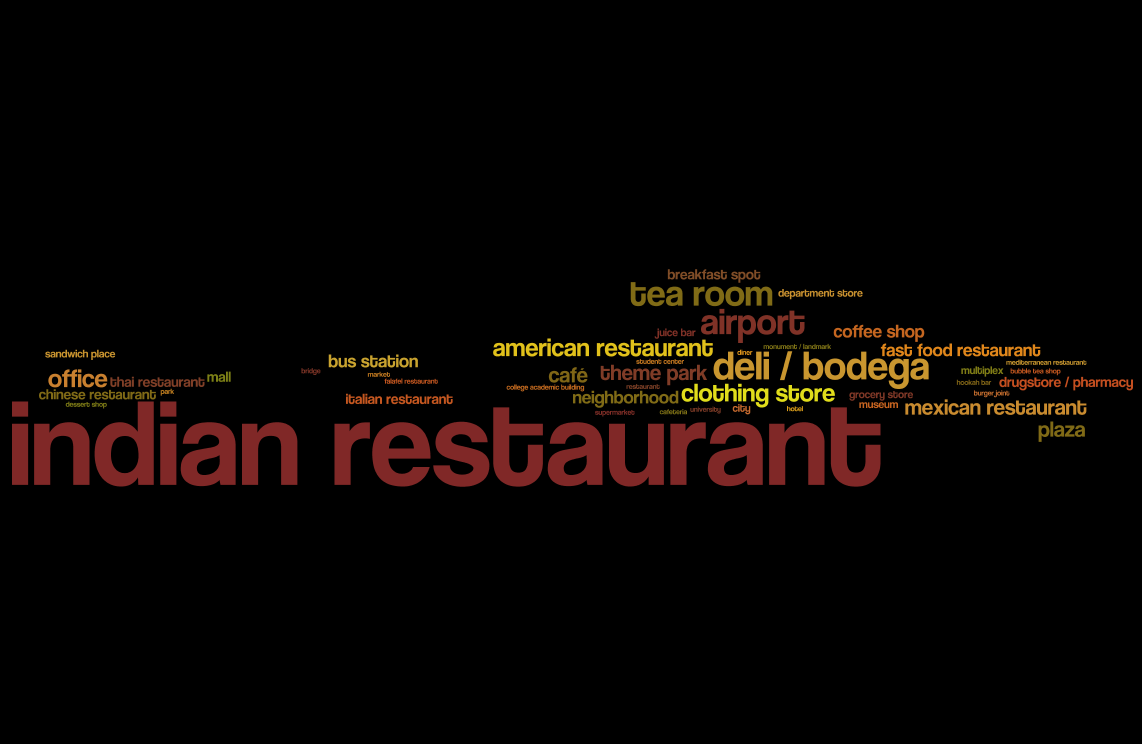 breakfast spot
tea room
department store
airport
juice bar
coffee shop
american restaurant
monument / landmark
fast food restaurant
diner
sandwich place
bus station
student center
deli / bodega
mediterranean restaurant
bridge
market
café
theme park
multiplex
bubble tea shop
office
thai restaurant
mall
falafel restaurant
hookah bar
drugstore / pharmacy
college academic building
restaurant
chinese restaurant
park
clothing store
grocery store
burger joint
italian restaurant
neighborhood
dessert shop
museum
mexican restaurant
supermarket
cafeteria
university
city
hotel
plaza
indian restaurant